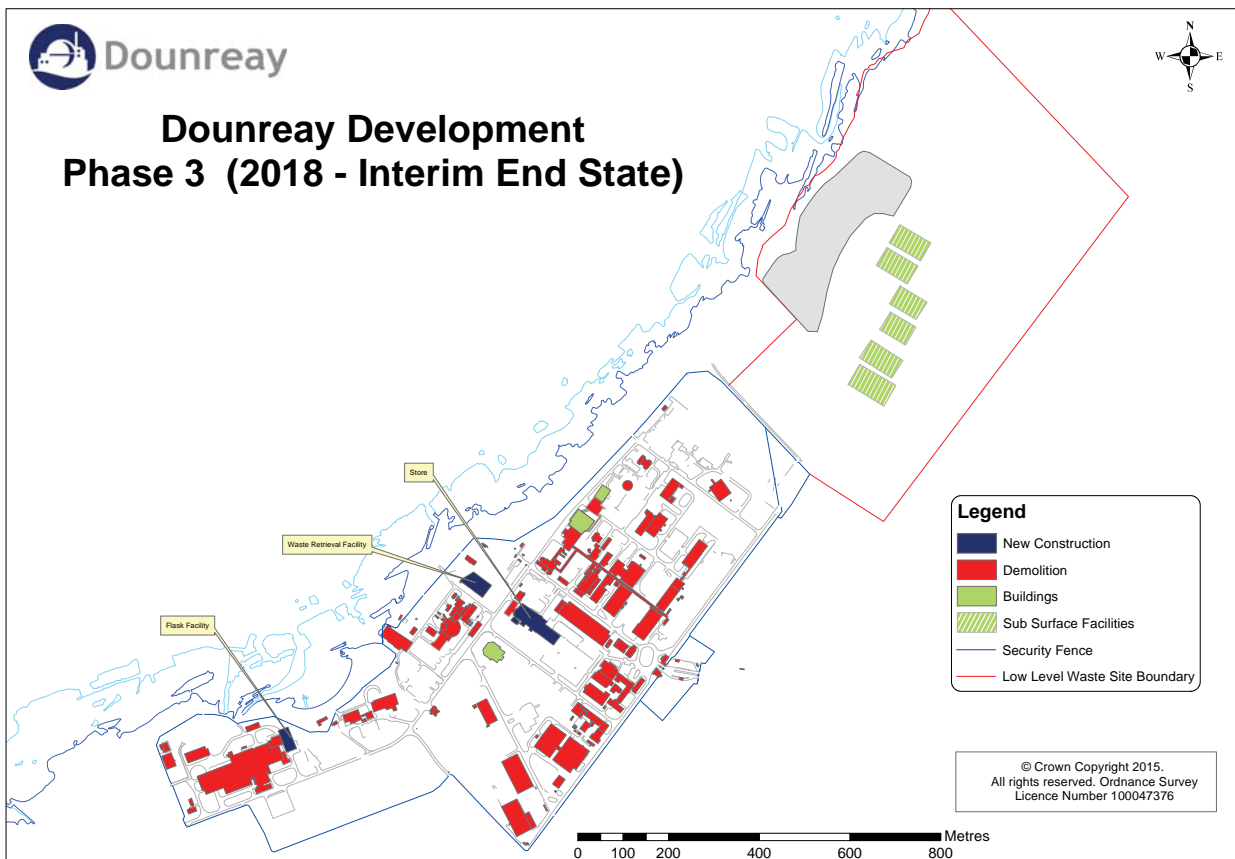 Dounreay
Dounreay Development
Phase 3 (2018 - Interim End State)
N
W E
S
Store
Waste Retrieval Facility
Flask Facility
Legend
New Construction
Demolition
Buildings
Sub Surface Facilities
Security Fence
Low Level Waste Site Boundary
© Crown Copyright 2015.
All rights reserved. Ordnance Survey
Licence Number 100047376
Metres
0 100 200 400 600 800